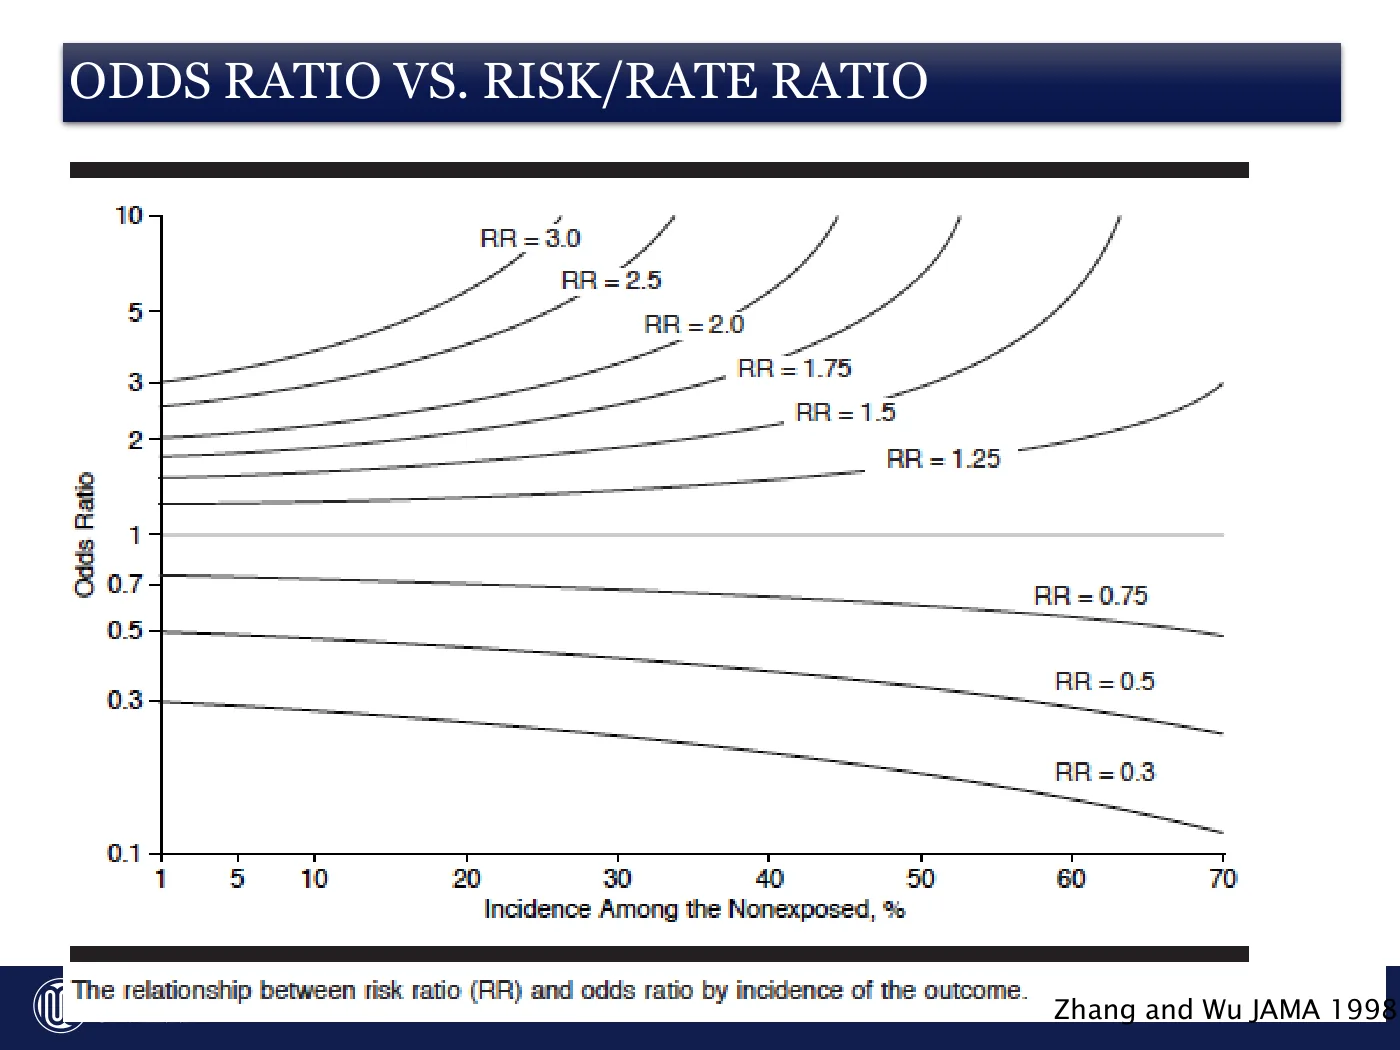 ODDS RATIO VS. RISK/RATE RATIO
10
5
3
2
1
0.7
0.5
0.3
0.1
Odds Ratio
RR = 3.0
RR = 2.5
RR = 2.0
RR = 1.75
RR = 1.5
RR = 1.25
RR = 0.75
RR = 0.5
RR = 0.3
1 5 10 20 30 40 50 60 70
Incidence Among the Nonexposed, %
The relationship between risk ratio (RR) and odds ratio by incidence of the outcome.
Zhang and Wu JAMA 1998